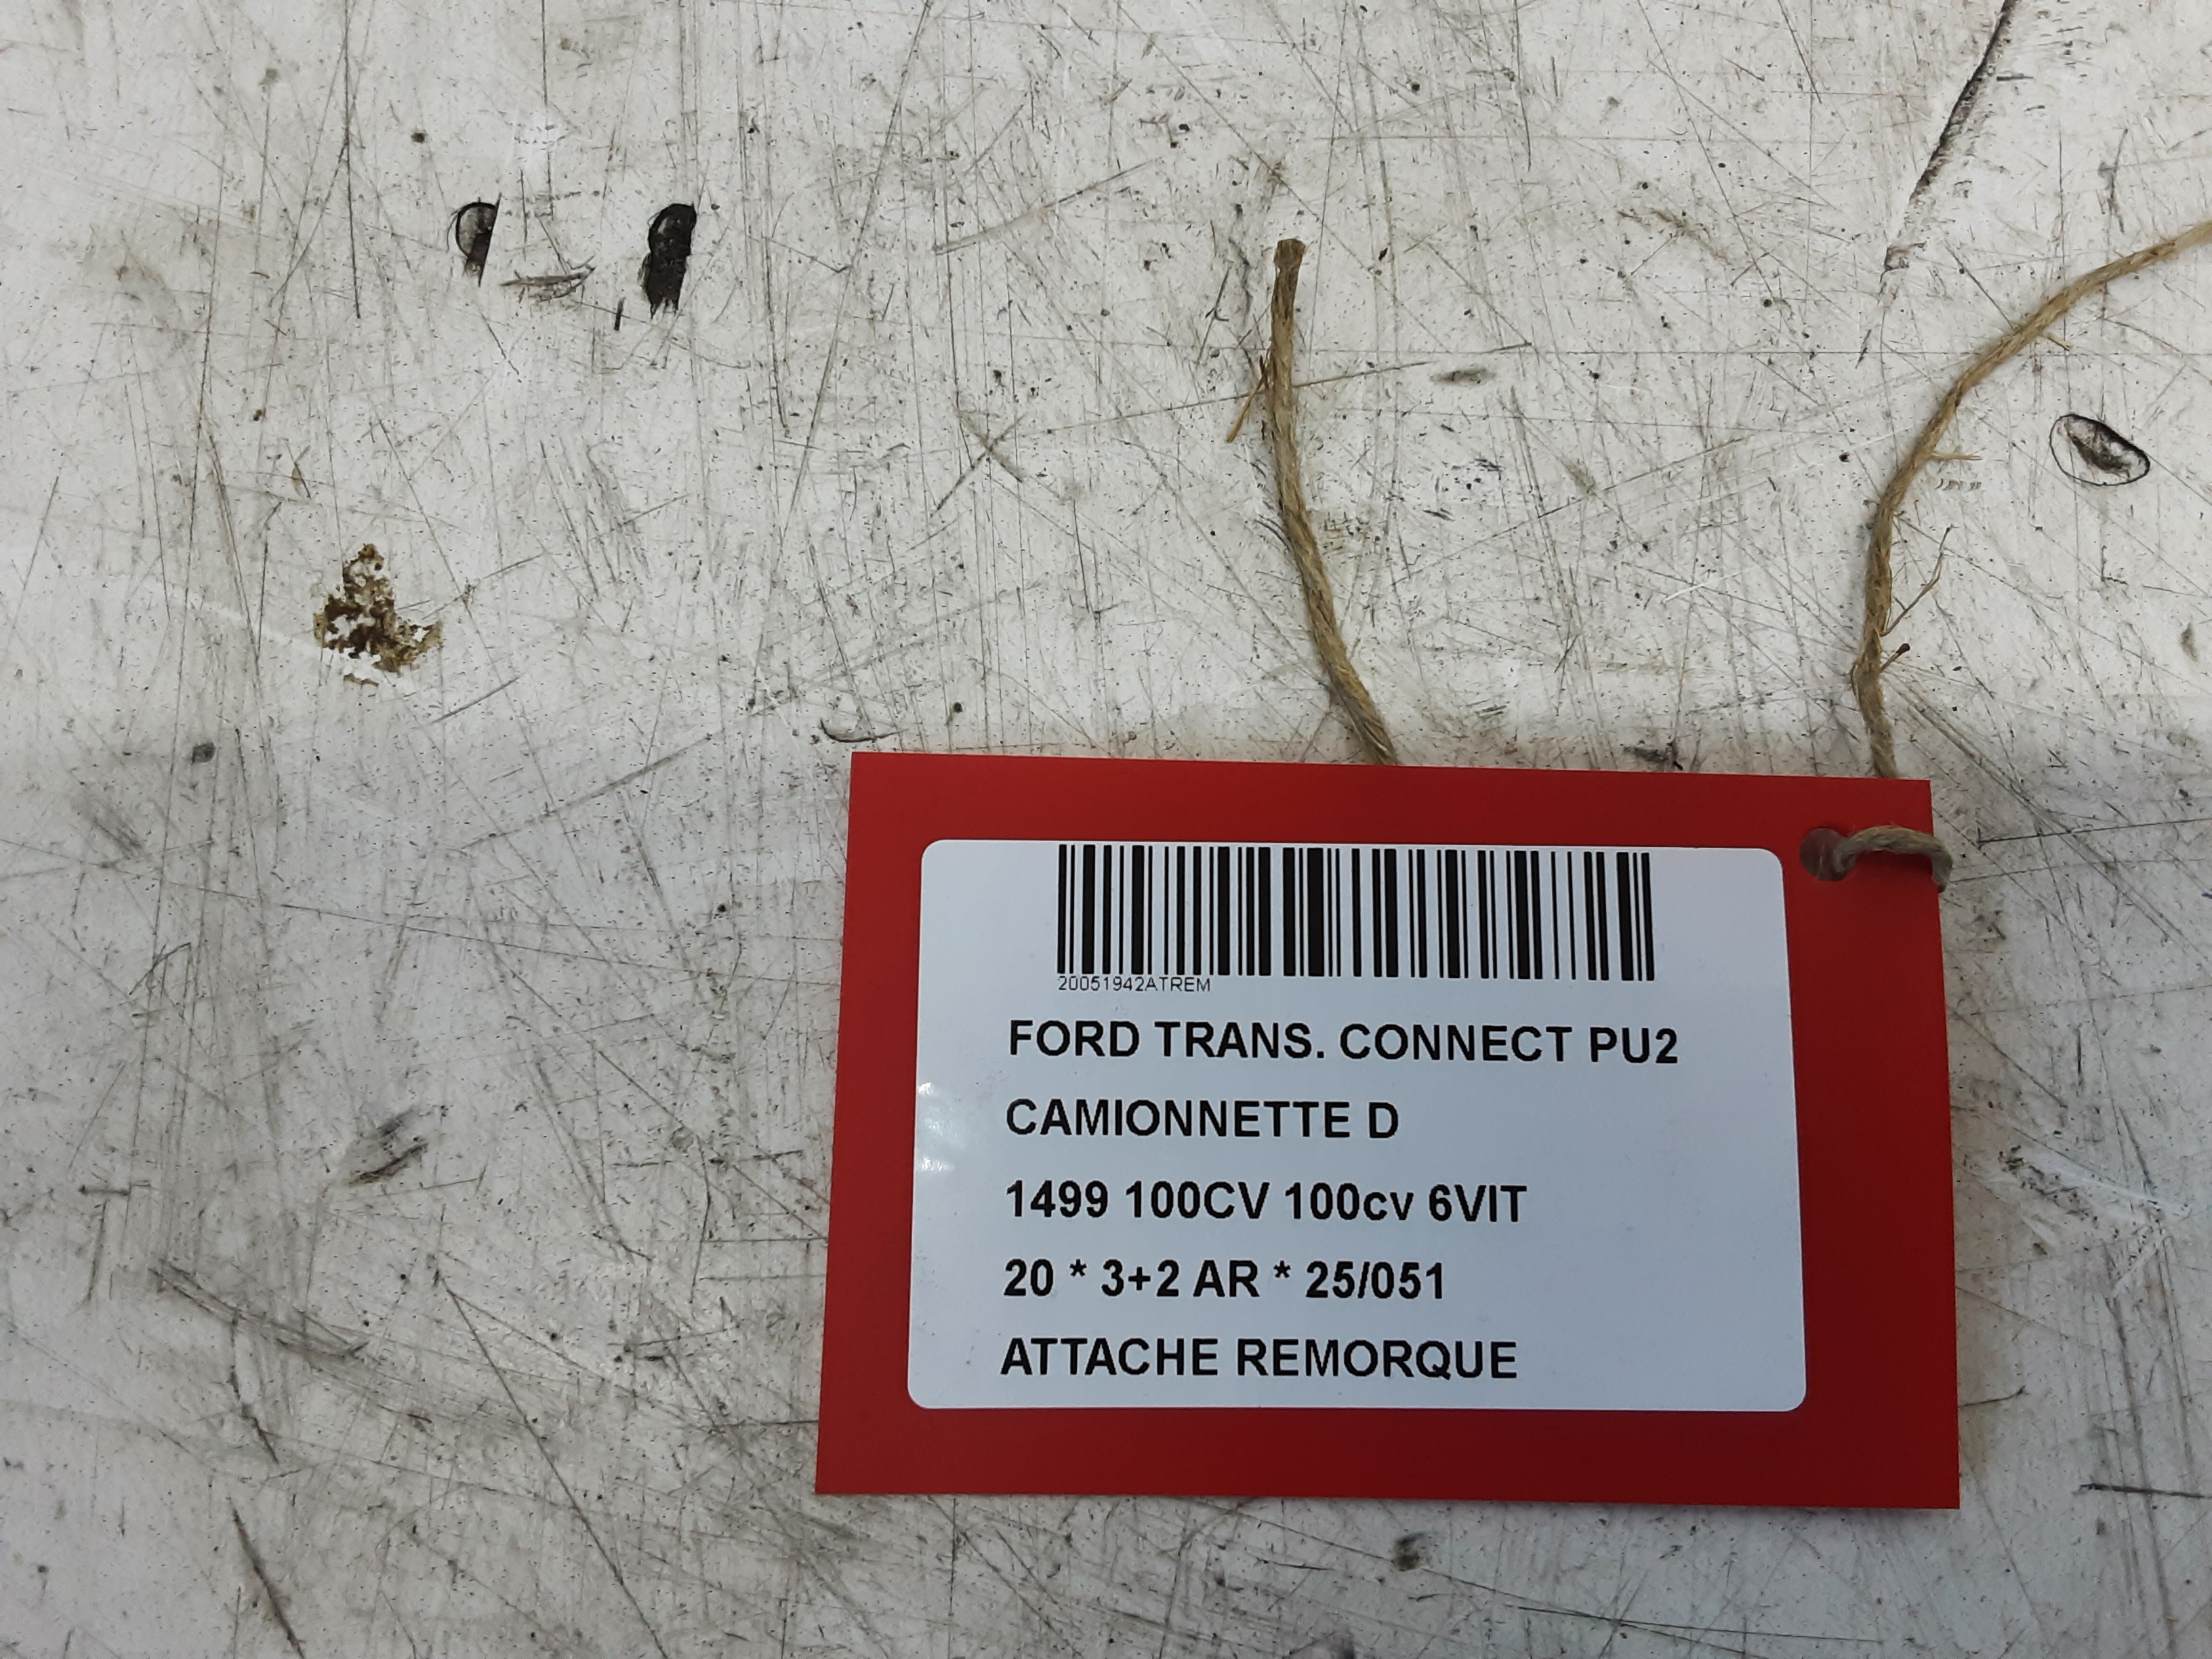 20051942ATREM
FORD TRANS. CONNECT PU2
CAMIONNETTE D
1499 100CV 100cv 6VIT
20 * 3+2 AR * 25/051
ATTACHE REMORQUE